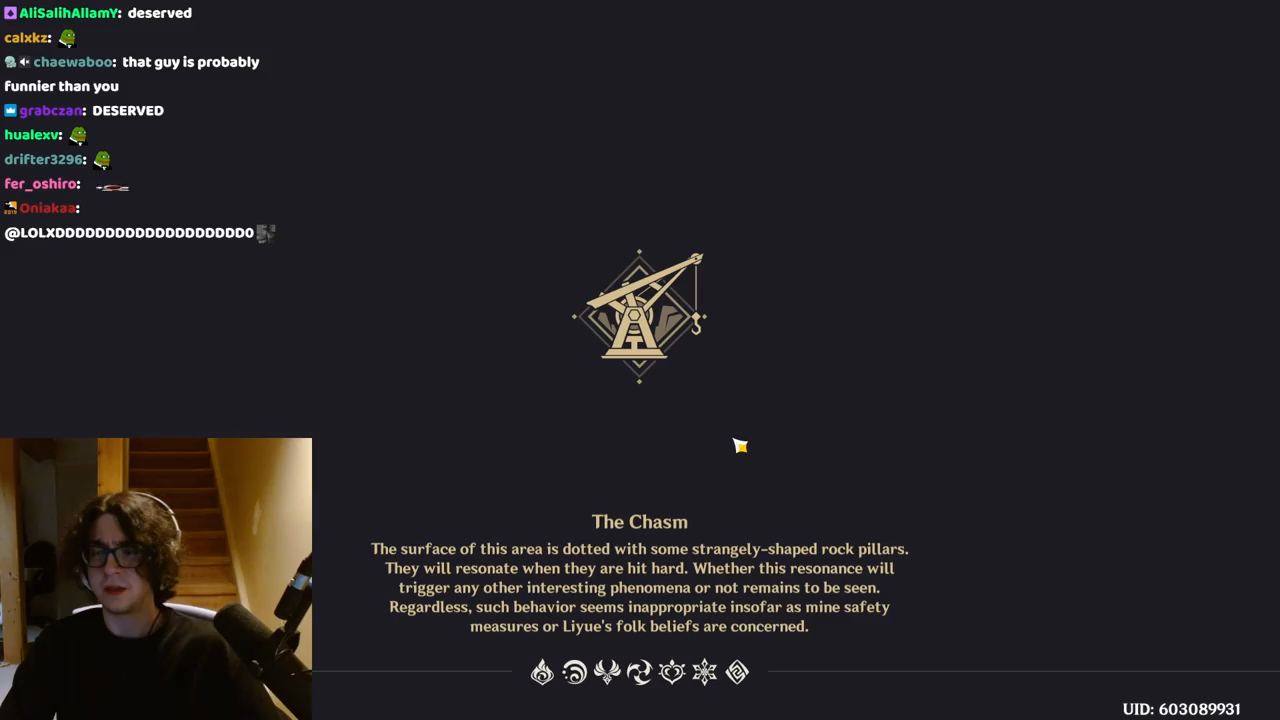 AliSalihAllamY: deserved
calxkz:
chaewaboo: that guy is probably
funnier than you
grabczan: DESERVED
hualexv:
drifter3296:
fer_oshiro:
Oniakaa:
@LOLXDDDDDDDDDDDDDDDDDDDD0
The Chasm
The surface of this area is dotted with some strangely-shaped rock pillars.
They will resonate when they are hit hard. Whether this resonance will
trigger any other interesting phenomena or not remains to be seen.
Regardless, such behavior seems inappropriate insofar as mine safety
measures or Liyue's folk beliefs are concerned.
UID: 603089931